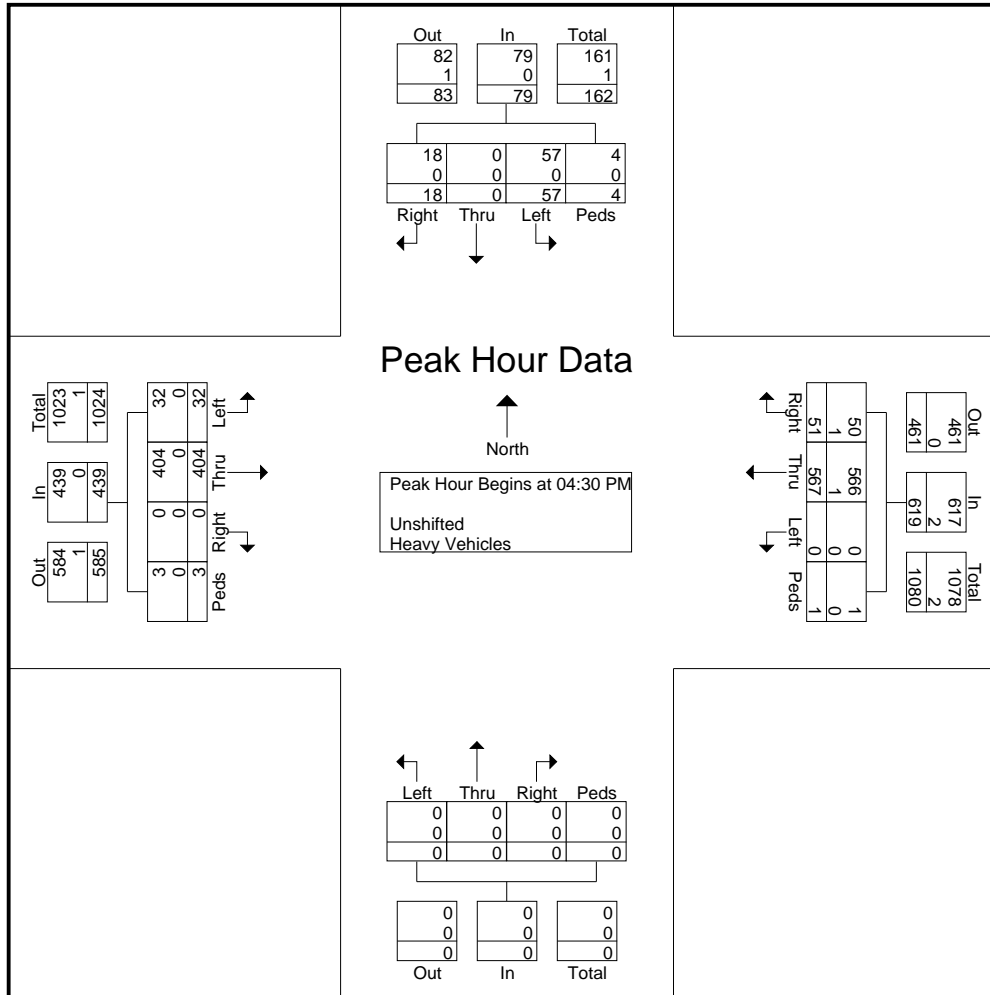 Out In Total
82 79 161
1 0 1
83 79 162
18 0 57 4
0 0 0 0
18 0 57 4
Right Thru Left Peds
Peak Hour Data
North
Peak Hour Begins at 04:30 PM
Unshifted
Heavy Vehicles
Left
32 0 32
Thru
404 0 404
Right
0 0 0
Peds
3 0 3
Total
1023 1 1024
In
439 0 439
Out
584 1 585
Right
50 1 51
Thru
566 1 567
Left
0 0 0
Peds
1 0 1
Out
461 0 461
In
617 2 619
Total
1078 2 1080
Left Thru Right Peds
0 0 0 0
0 0 0 0
0 0 0 0
0 0 0
0 0 0
0 0 0
Out In Total